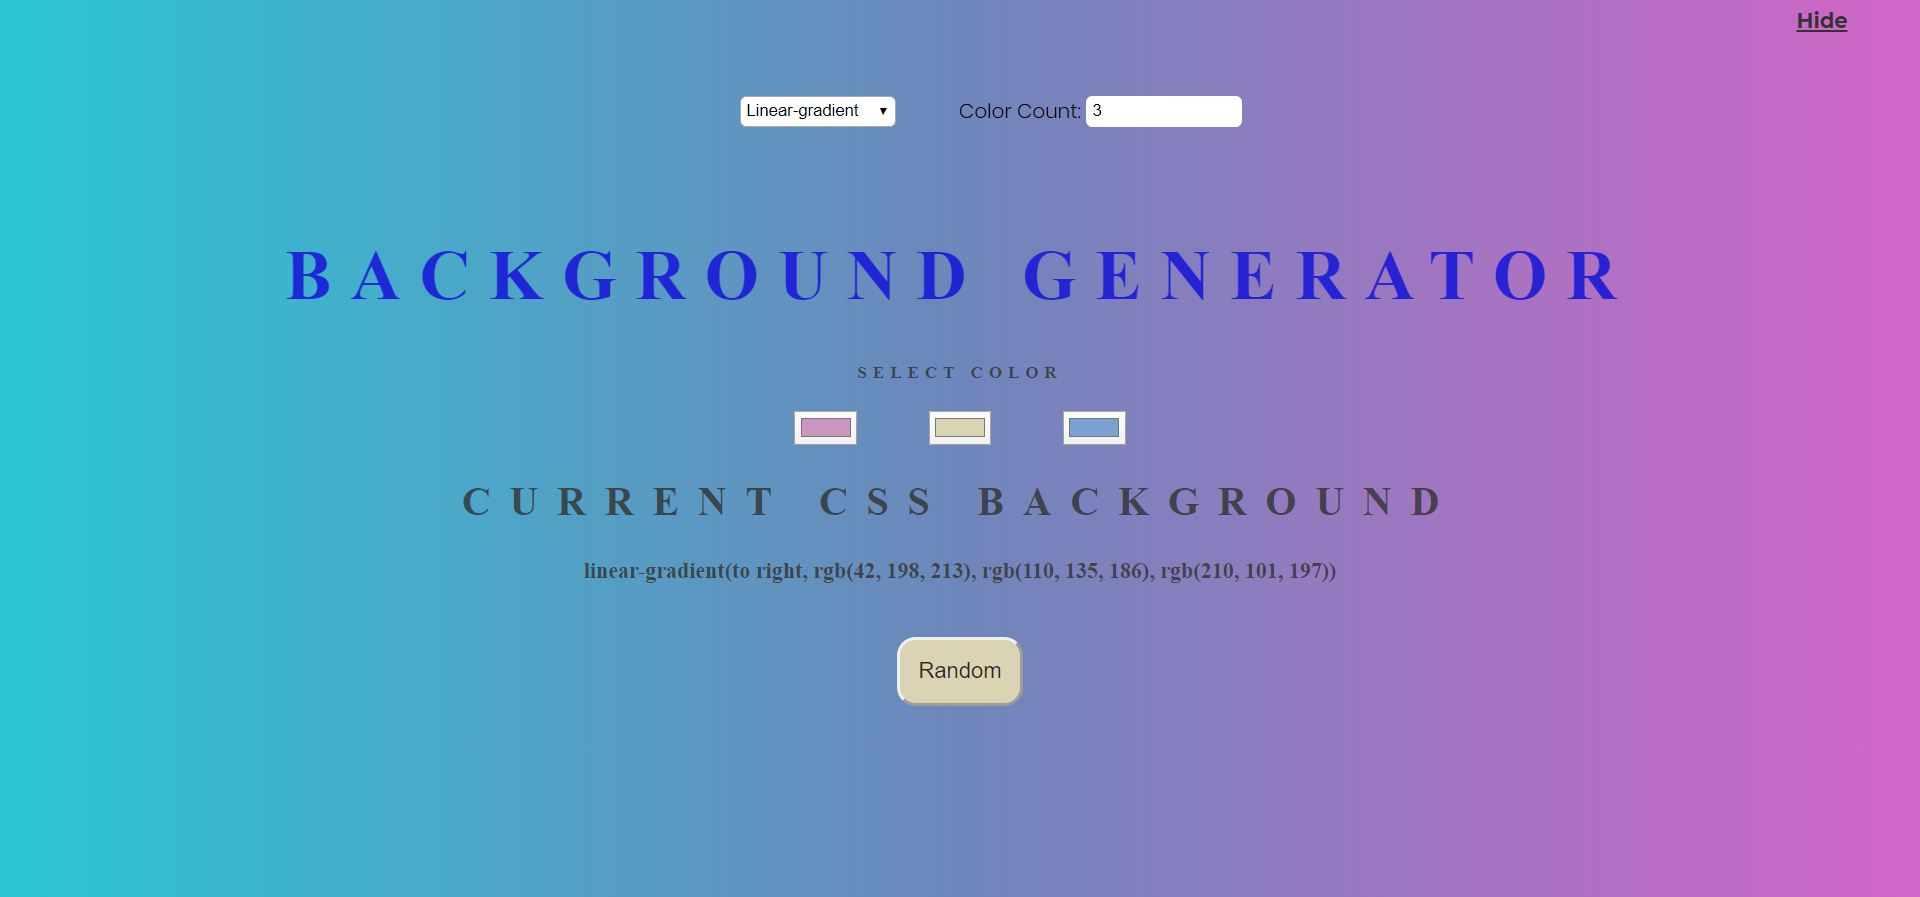 Hide
Linear-gradient
Color Count: 3
BACKGROUND GENERATOR
SELECT COLOR
CURRENT CSS BACKGROUND
linear-gradient(to right, rgb(42, 198, 213), rgb(110, 135, 186), rgb(210, 101, 197))
Random